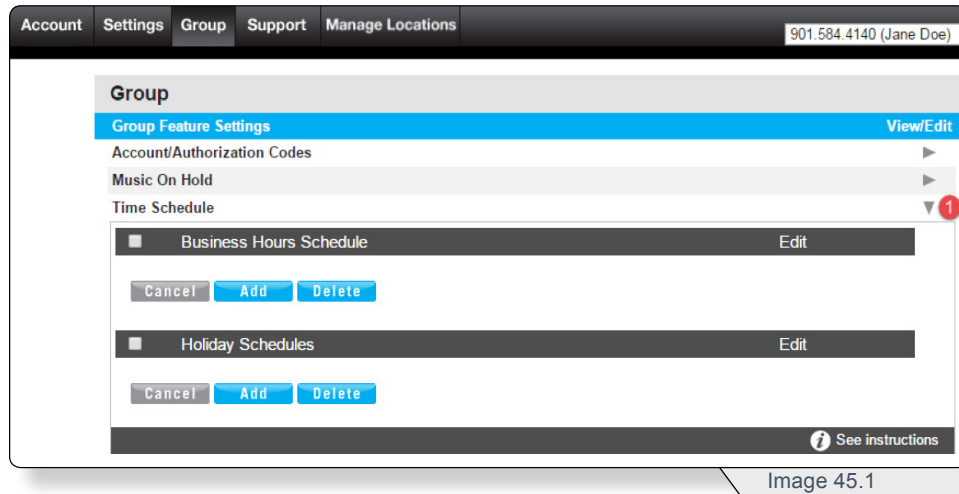 Account Settings Group Support Manage Locations
901.584.4140 (Jane Doe)
Group
Group Feature Settings View/Edit
Account/Authorization Codes
Music On Hold
Time Schedule 1
Business Hours Schedule Edit
Cancel Add Delete
Holiday Schedules Edit
Cancel Add Delete
i See instructions
Image 45.1